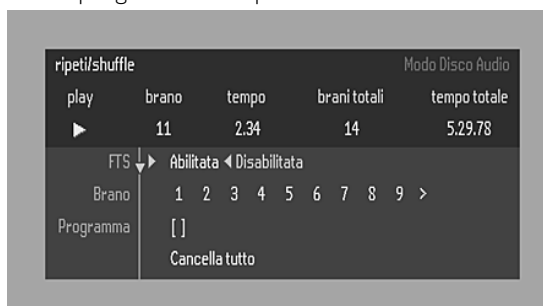 ripeti/shuffle Modo Disco Audio
play brano tempo brani totali tempo totale
11 2.34 14 5.29.78
FTS Abilitata Disabilitata
Brano 1 2 3 4 5 6 7 8 9 >
Programma [ ]
Cancella tutto